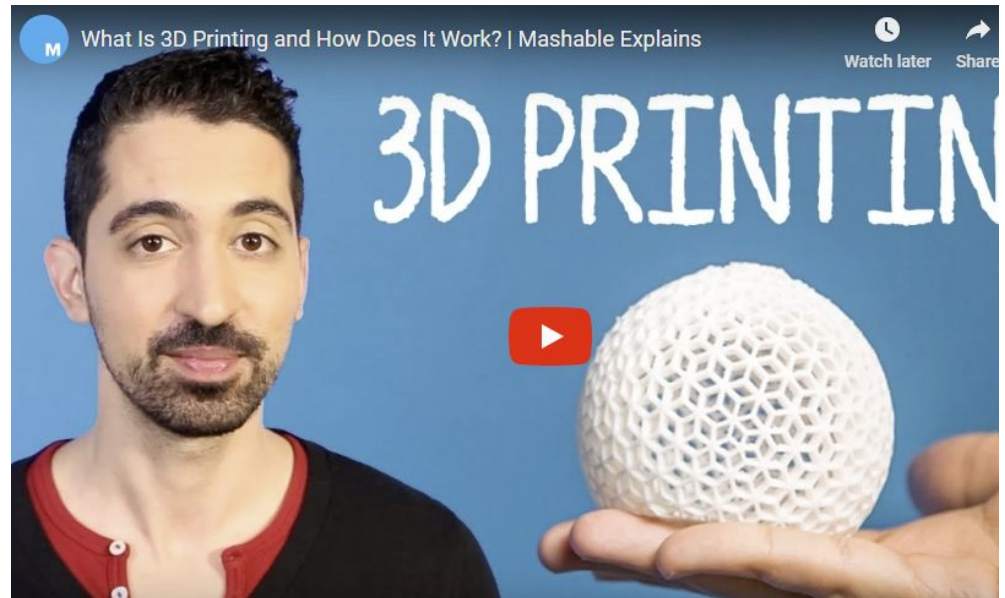 M
What Is 3D Printing and How Does It Work? | Mashable Explains
Watch later
Share
3D PRINTIN